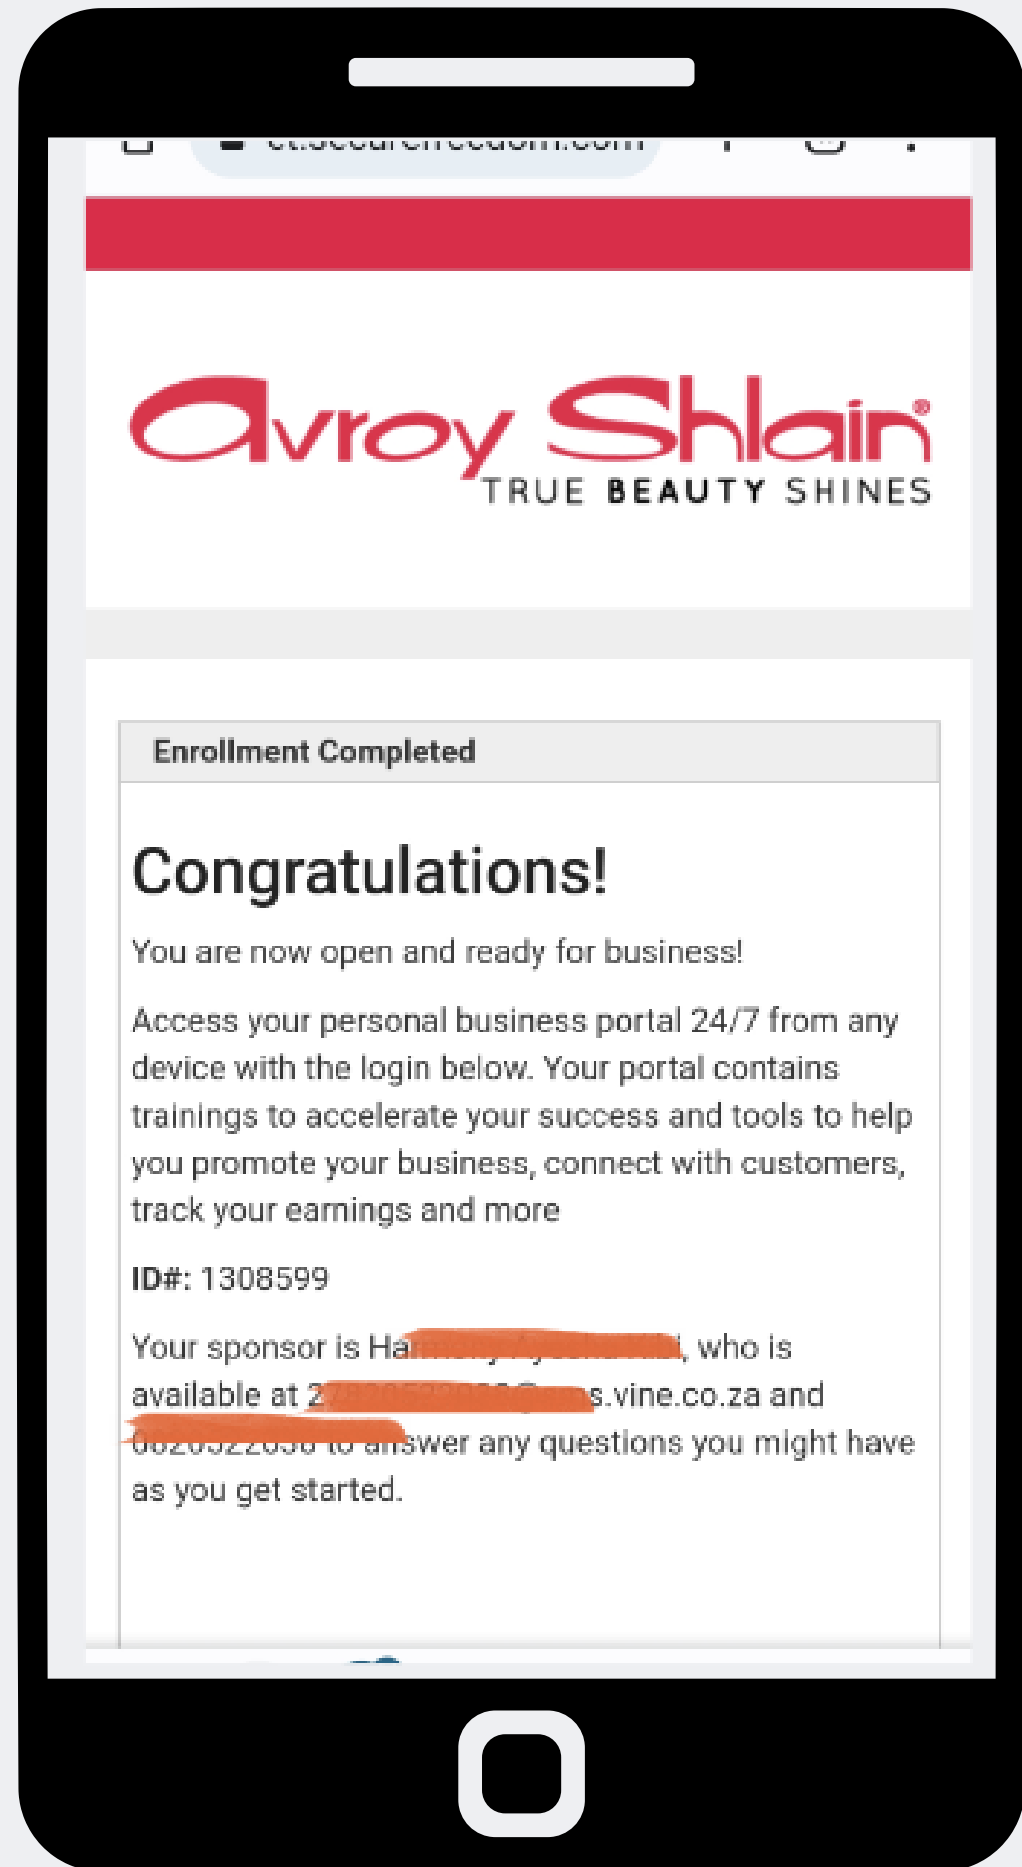 avroy Shlain®
TRUE BEAUTY SHINES
Enrollment Completed
Congratulations!
You are now open and ready for business!
Access your personal business portal 24/7 from any
device with the login below. Your portal contains
trainings to accelerate your success and tools to help
you promote your business, connect with customers,
track your earnings and more
ID#: 1308599
Your sponsor is , who is
available at s.vine.co.za and
answer any questions you might have
as you get started.